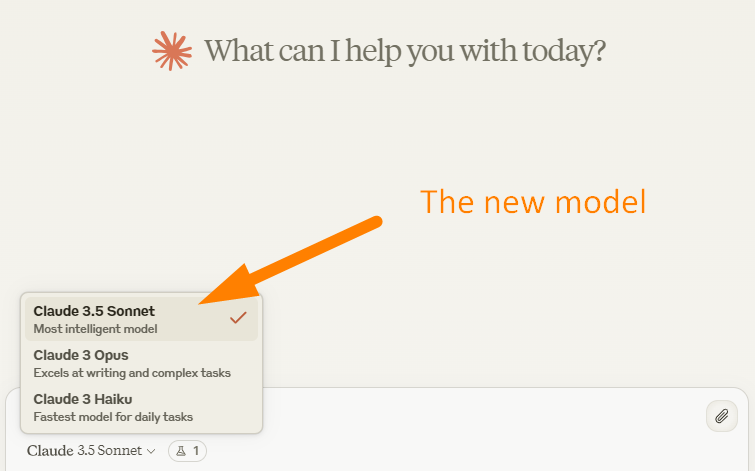 What can I help you with today?
The new model
Claude 3.5 Sonnet
Most intelligent model
Claude 3 Opus
Excels at writing and complex tasks
Claude 3 Haiku
Fastest model for daily tasks
Claude 3.5 Sonnet 1